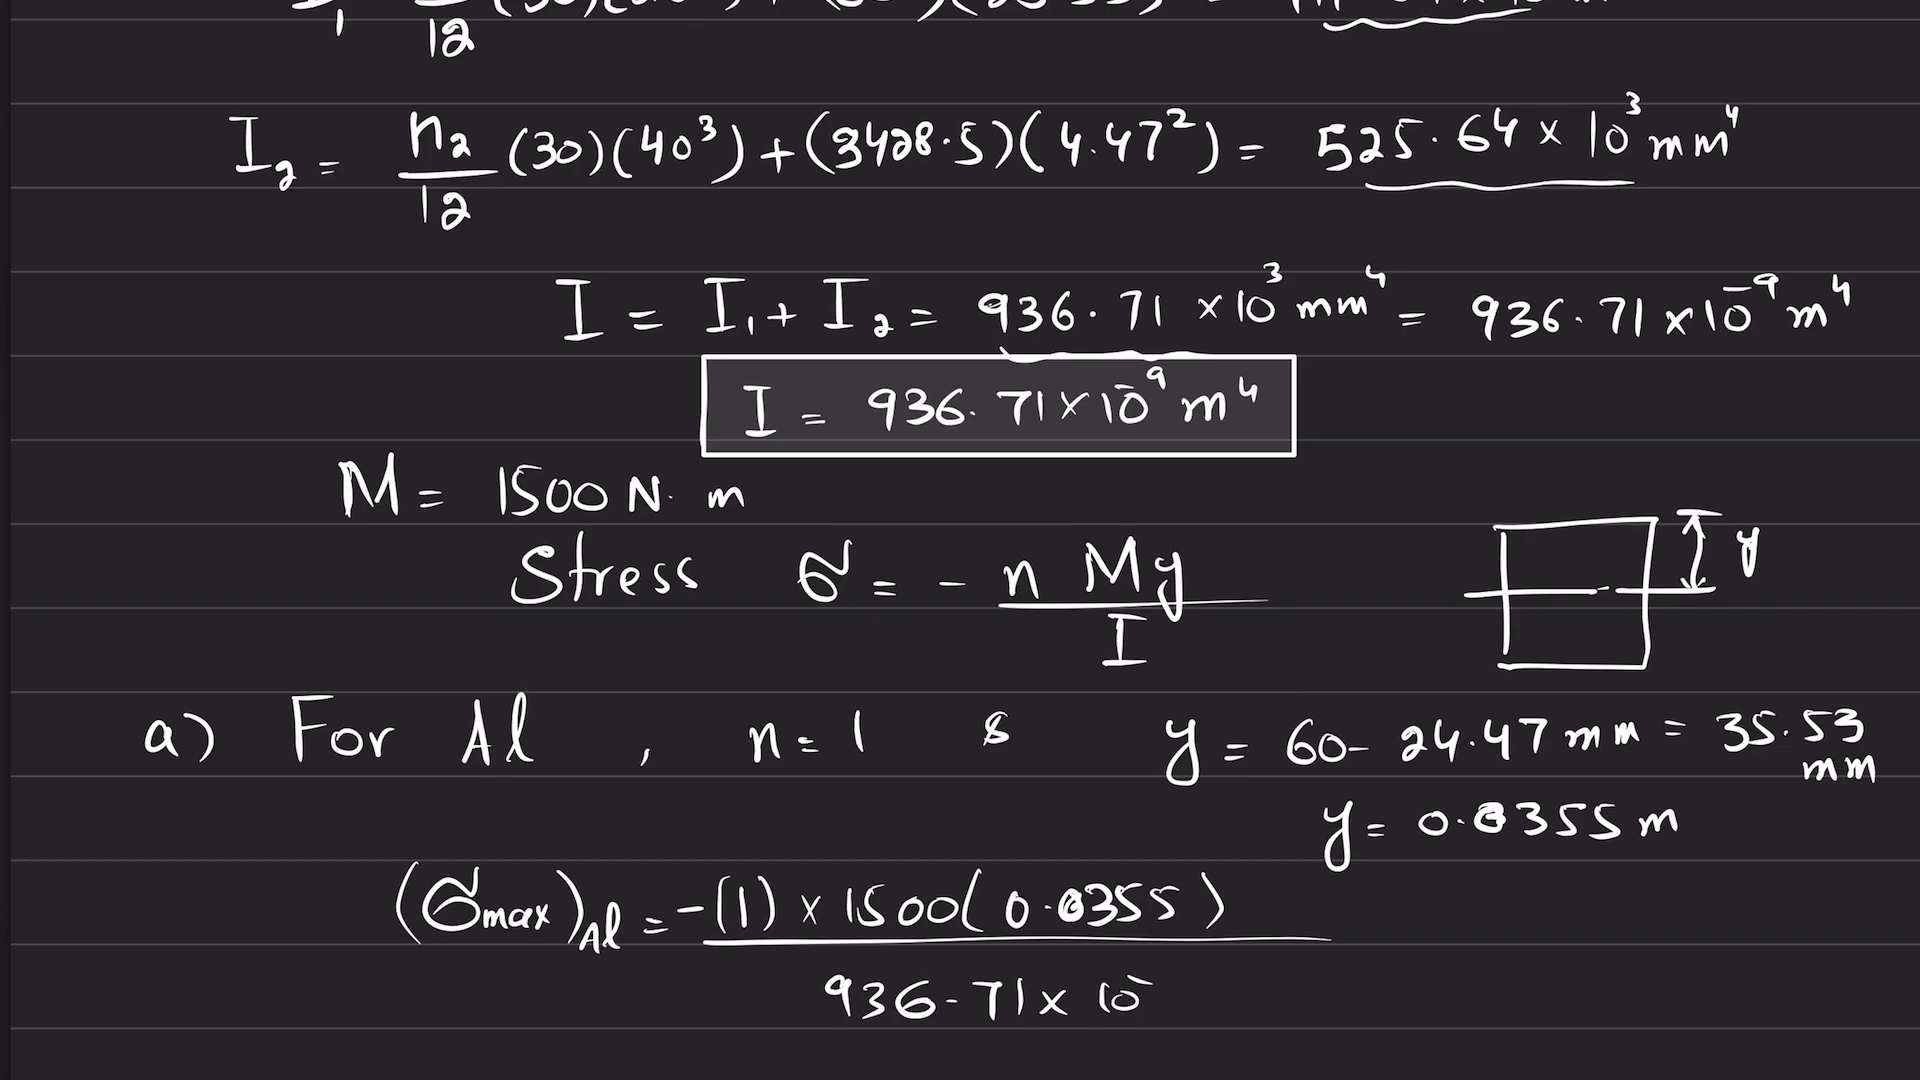 12
I₂ = n₂/12 (30)(40³) + (3428.5)(4.47²) = 525.64 × 10³ mm⁴
I = I₁ + I₂ = 936.71 × 10³ mm⁴ = 936.71 × 10⁻⁹ m⁴
I = 936.71 × 10⁻⁹ m⁴
M = 1500 N. m
Stress σ = - n My / I
y
a) For Al , n = 1 & y = 60 - 24.47 mm = 35.53 mm
y = 0.0355 m
(σmax)Al = -(1) × 1500(0.0355) / 936.71 × 10⁻